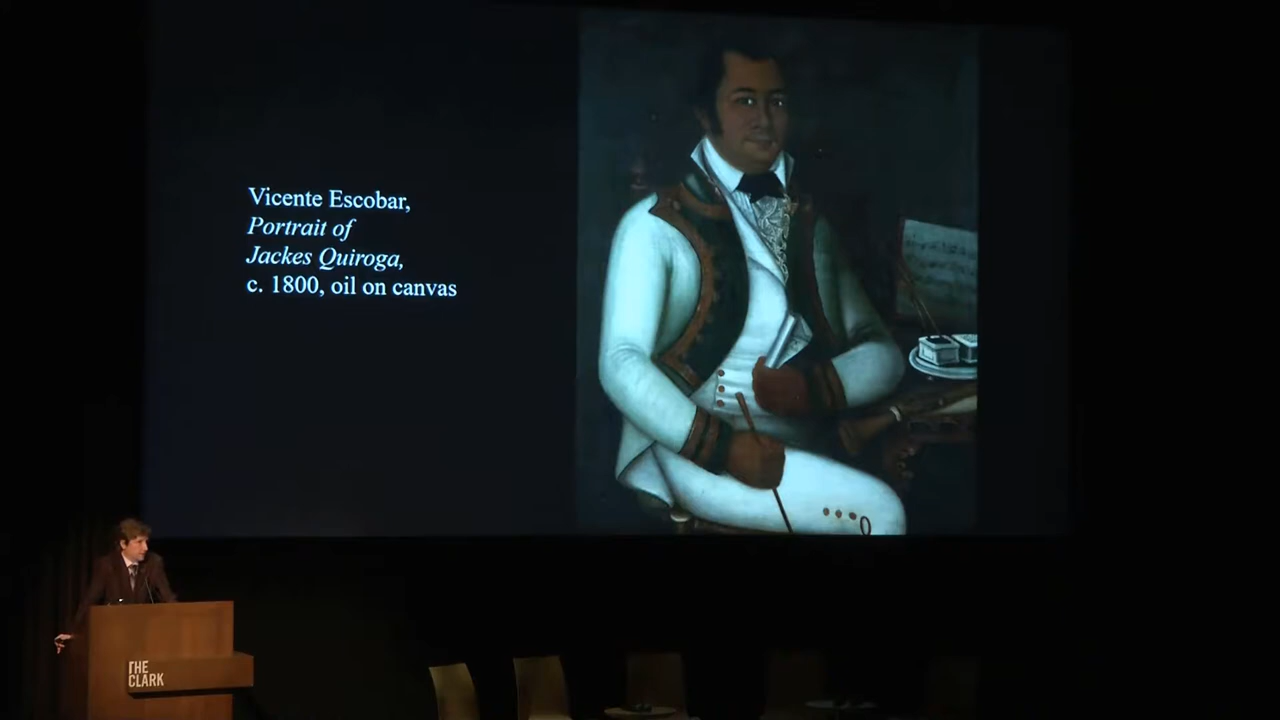 Vicente Escobar,
Portrait of
Jackes Quiroga,
c. 1800, oil on canvas
THE
CLARK